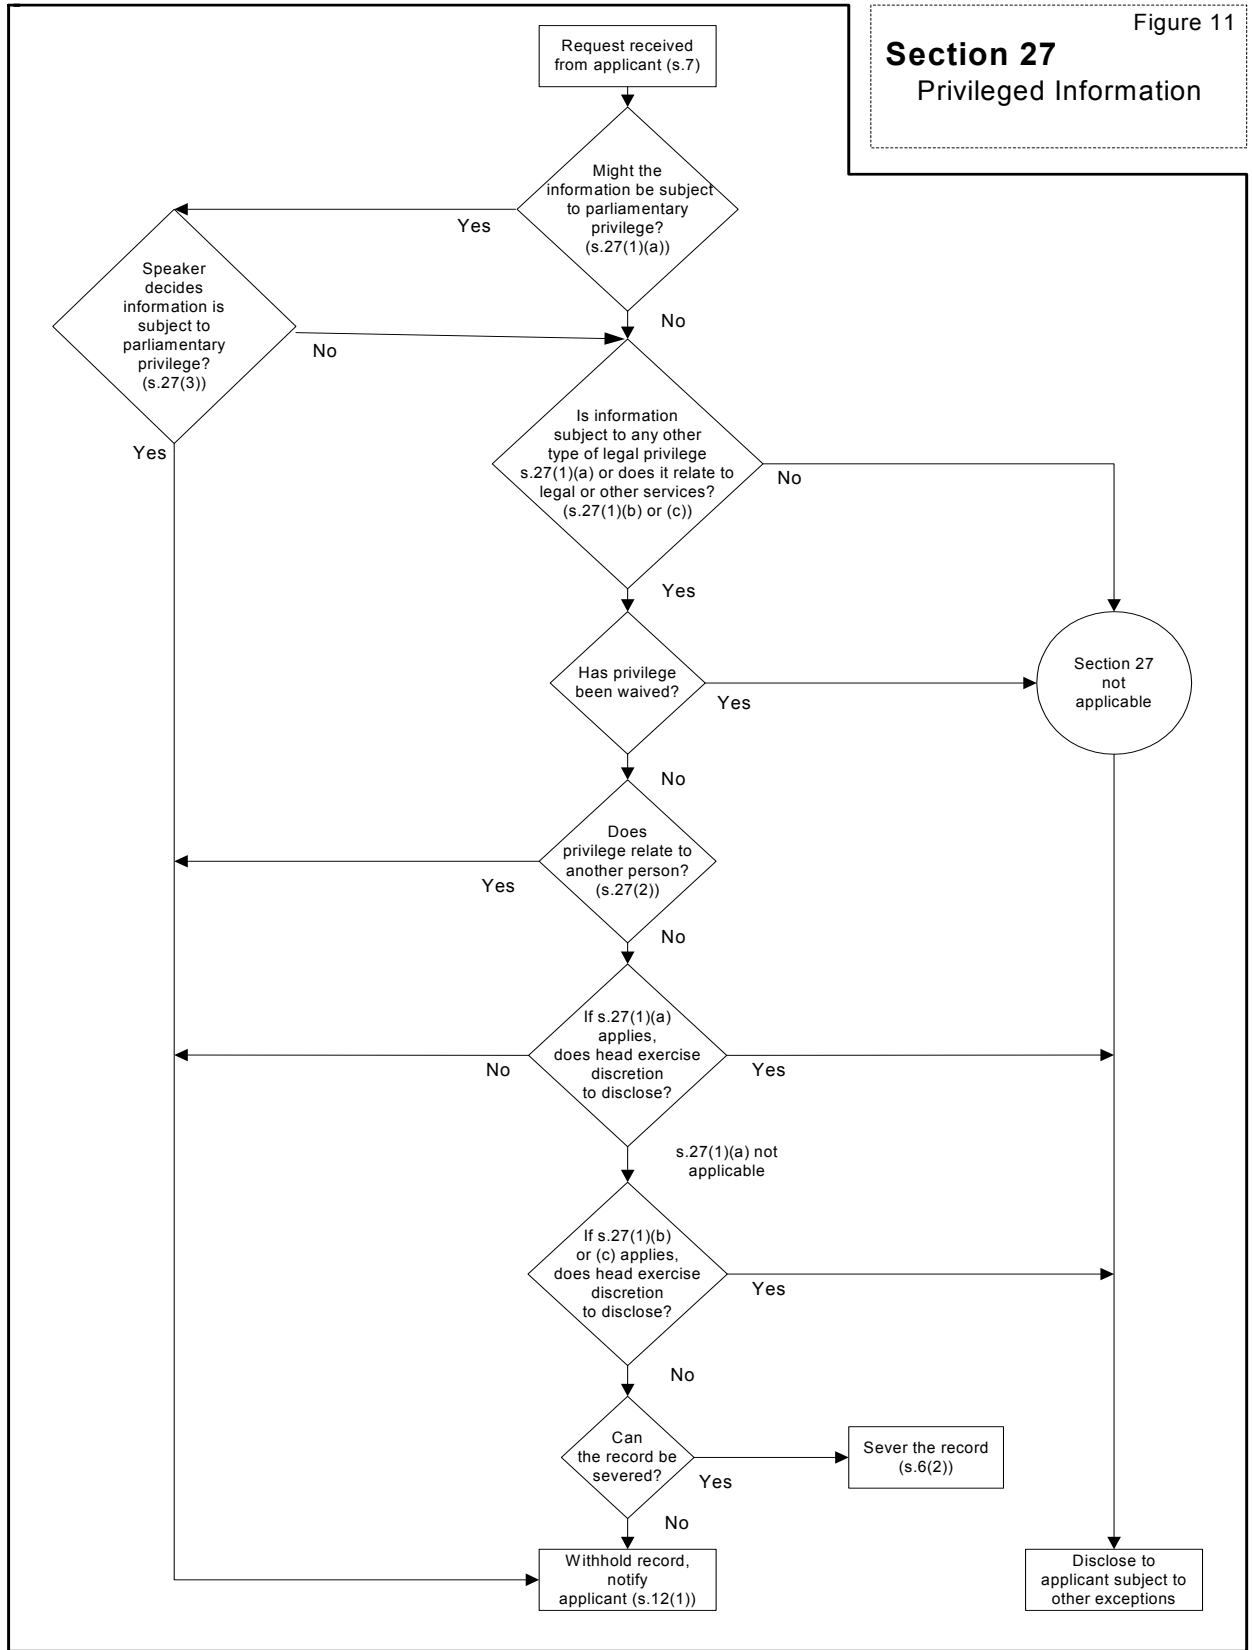 Figure 11
Section 27
Privileged Information
Request received
from applicant (s.7)
Might the
information be subject
to parliamentary
privilege?
(s.27(1)(a))
Yes
No
Speaker
decides
information is
subject to
parliamentary
privilege?
(s.27(3))
No
Yes
Is information
subject to any other
type of legal privilege
s.27(1)(a) or does it relate to
legal or other services?
(s.27(1)(b) or (c))
No
Yes
Has privilege
been waived?
Yes
No
Section 27
not
applicable
Does
privilege relate to
another person?
(s.27(2))
Yes
No
If s.27(1)(a)
applies,
does head exercise
discretion
to disclose?
No
Yes
s.27(1)(a) not
applicable
If s.27(1)(b)
or (c) applies,
does head exercise
discretion
to disclose?
Yes
No
Can
the record be
severed?
Yes
No
Sever the record
(s.6(2))
Withhold record,
notify
applicant (s.12(1))
Disclose to
applicant subject to
other exceptions